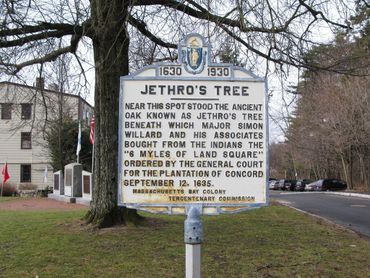 1630 1930
JETHRO'S TREE
NEAR THIS SPOT STOOD THE ANCIENT
OAK KNOWN AS JETHRO'S TREE
BENEATH WHICH MAJOR SIMON
WILLARD AND HIS ASSOCIATES
BOUGHT FROM THE INDIANS THE
"6 MYLES OF LAND SQUARE"
ORDERED BY THE GENERAL COURT
FOR THE PLANTATION OF CONCORD
SEPTEMBER 12, 1635.
MASSACHUSETTS BAY COLONY
TERCENTENARY COMMISSION